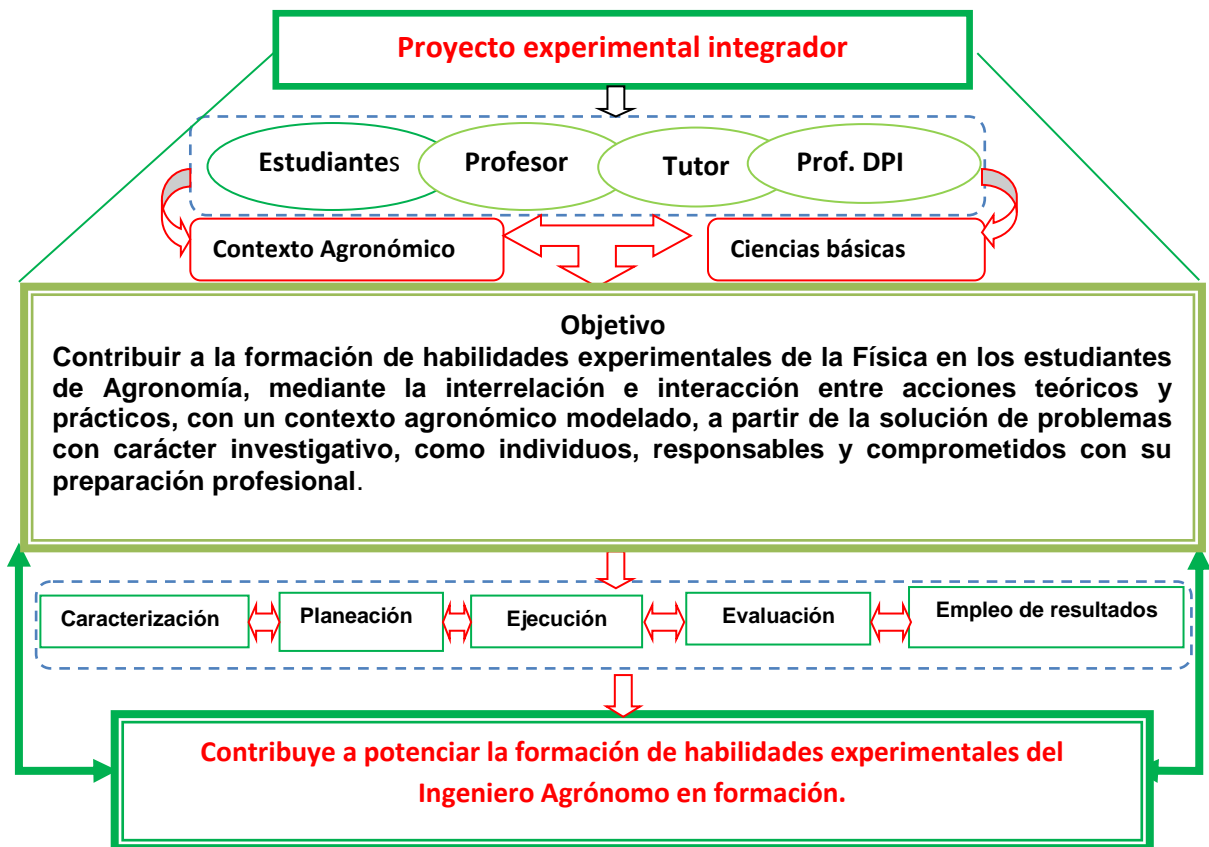 Proyecto experimental integrador
Estudiantes Profesor Tutor Prof. DPI
Contexto Agronómico Ciencias básicas
Objetivo
Contribuir a la formación de habilidades experimentales de la Física en los estudiantes
de Agronomía, mediante la interrelación e interacción entre acciones teóricos y
prácticos, con un contexto agronómico modelado, a partir de la solución de problemas
con carácter investigativo, como individuos, responsables y comprometidos con su
preparación profesional.
Caracterización Planeación Ejecución Evaluación Empleo de resultados
Contribuye a potenciar la formación de habilidades experimentales del
Ingeniero Agrónomo en formación.